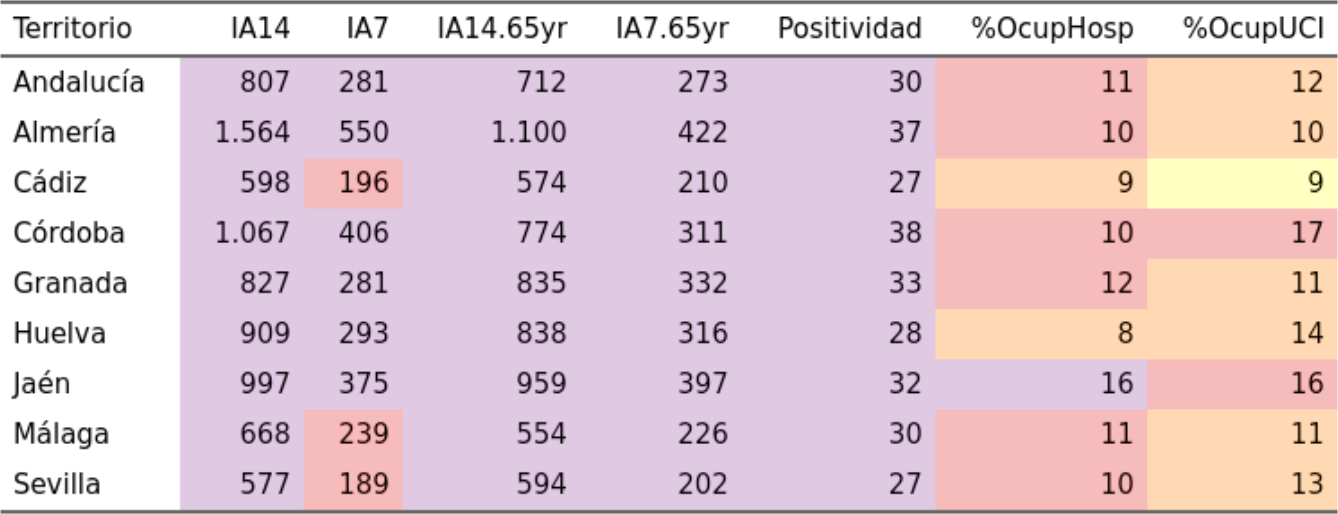 Territorio IA14 IA7 IA14.65yr IA7.65yr Positividad %OcupHosp %OcupUCI
Andalucía 807 281 712 273 30 11 12
Almería 1.564 550 1.100 422 37 10 10
Cádiz 598 196 574 210 27 9 9
Córdoba 1.067 406 774 311 38 10 17
Granada 827 281 835 332 33 12 11
Huelva 909 293 838 316 28 8 14
Jaén 997 375 959 397 32 16 16
Málaga 668 239 554 226 30 11 11
Sevilla 577 189 594 202 27 10 13